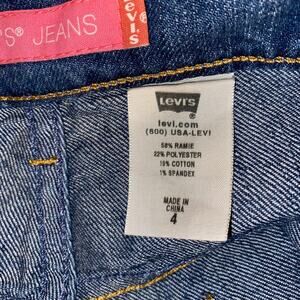 'S® JEANS
Levi's
LEVI'S
levi.com
(800) USA-LEVI
58% RAMIE
22% POLYESTER
19% COTTON
1% SPANDEX
MADE IN
CHINA
4